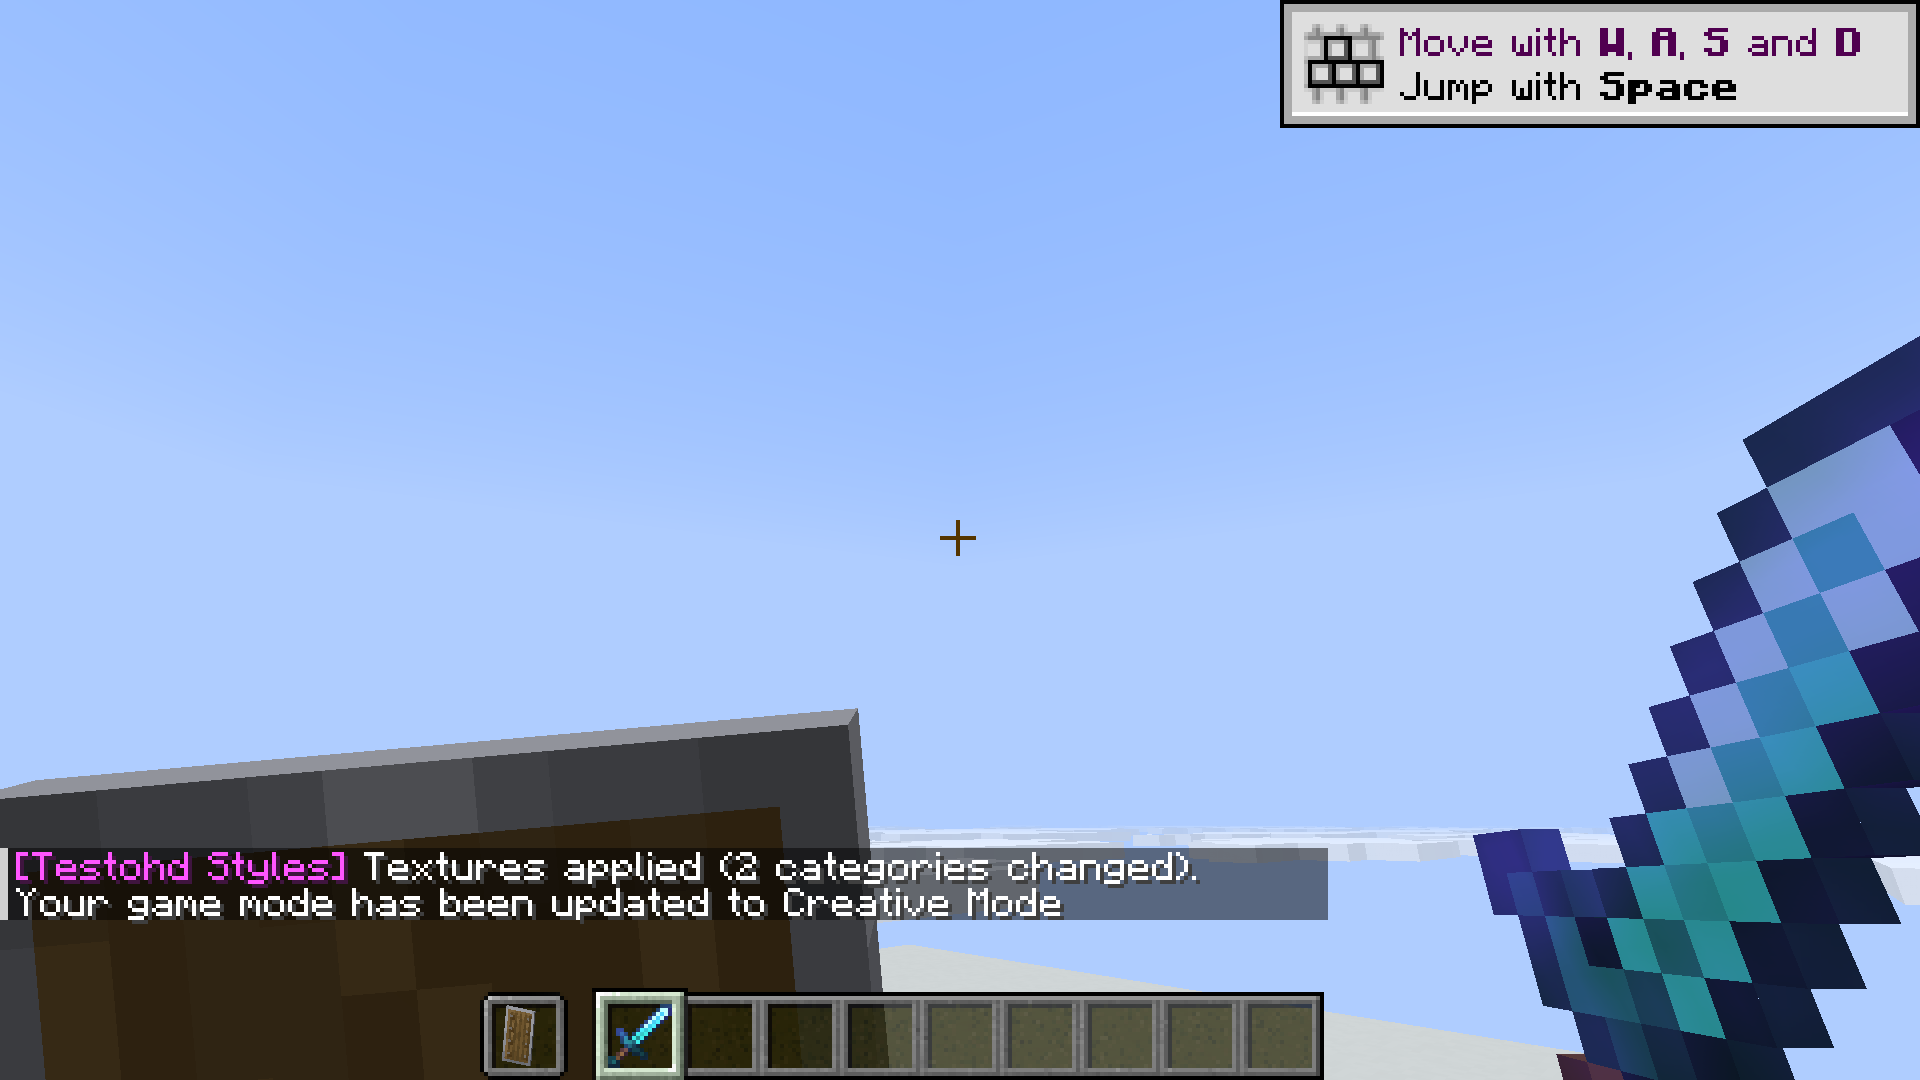 Move with W, A, S and D
Jump with Space
[Testohd Styles] Textures applied (2 categories changed).
Your game mode has been updated to Creative Mode